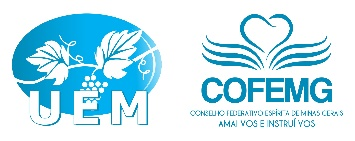 UEM
COFEMG
CONSELHO FEDERATIVO ESPÍRITA DE MINAS GERAIS
AMAI-VOS E INSTRUÍ-VOS